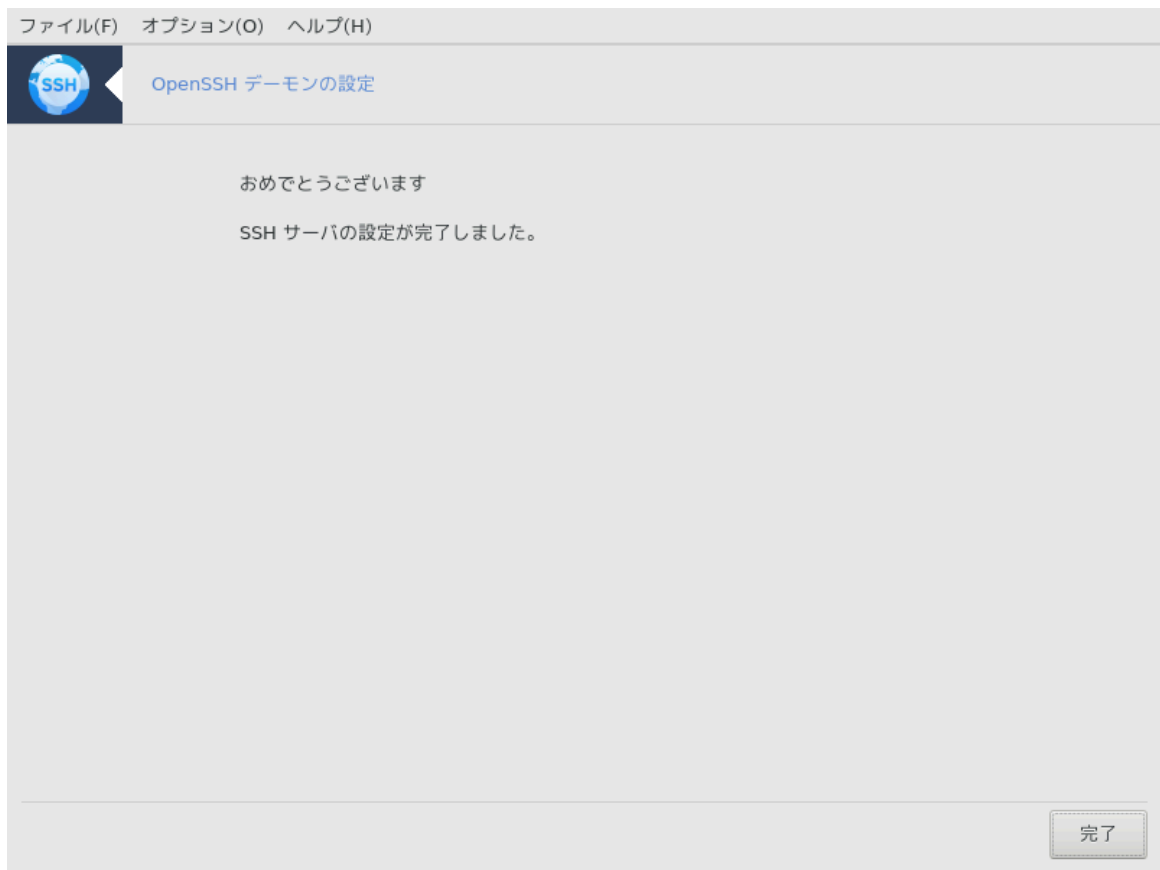 ファイル(F) オプション(O) ヘルプ(H)
SSH
OpenSSH デーモンの設定
おめでとうございます
SSH サーバの設定が完了しました。
完了